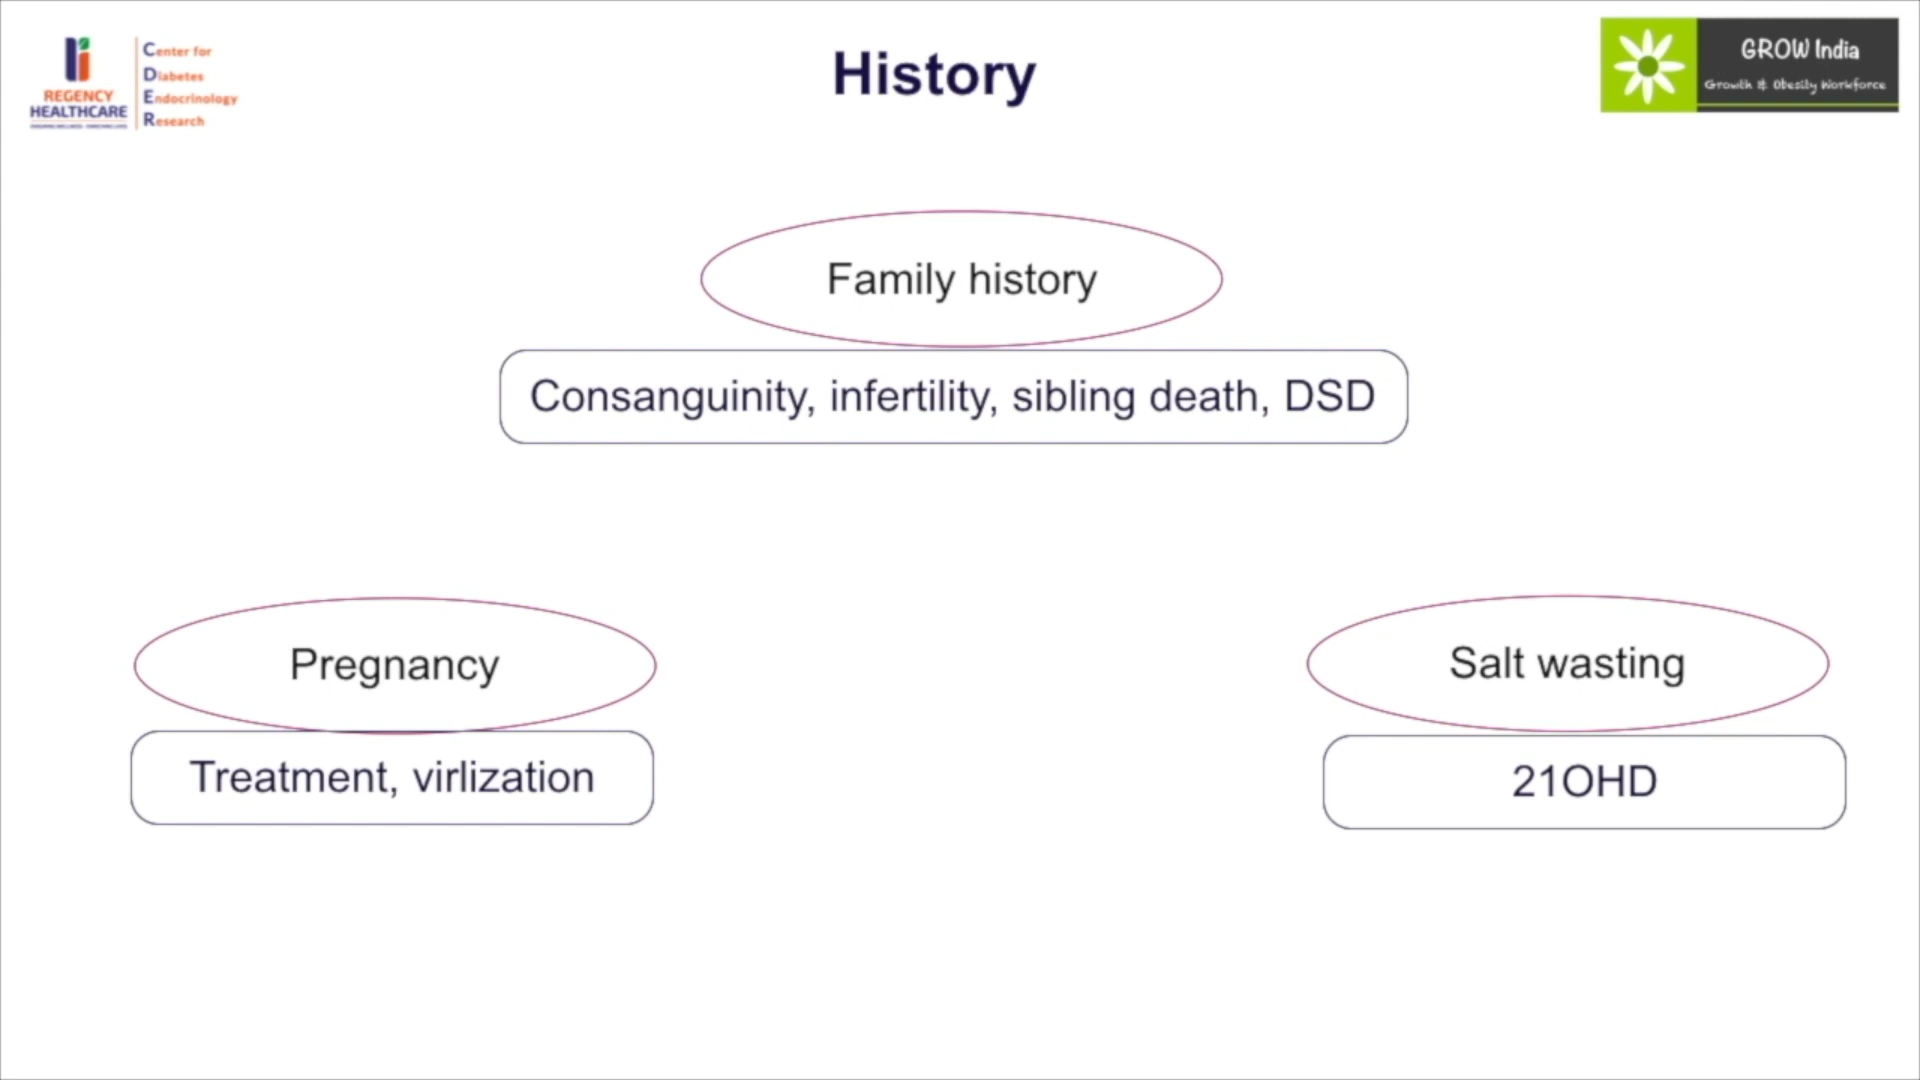 REGENCY
HEALTHCARE
Center for
Diabetes
Endocrinology
Research
History
GROW India
Growth & Obesity Workforce
Family history
Consanguinity, infertility, sibling death, DSD
Pregnancy
Treatment, virlization
Salt wasting
21OHD